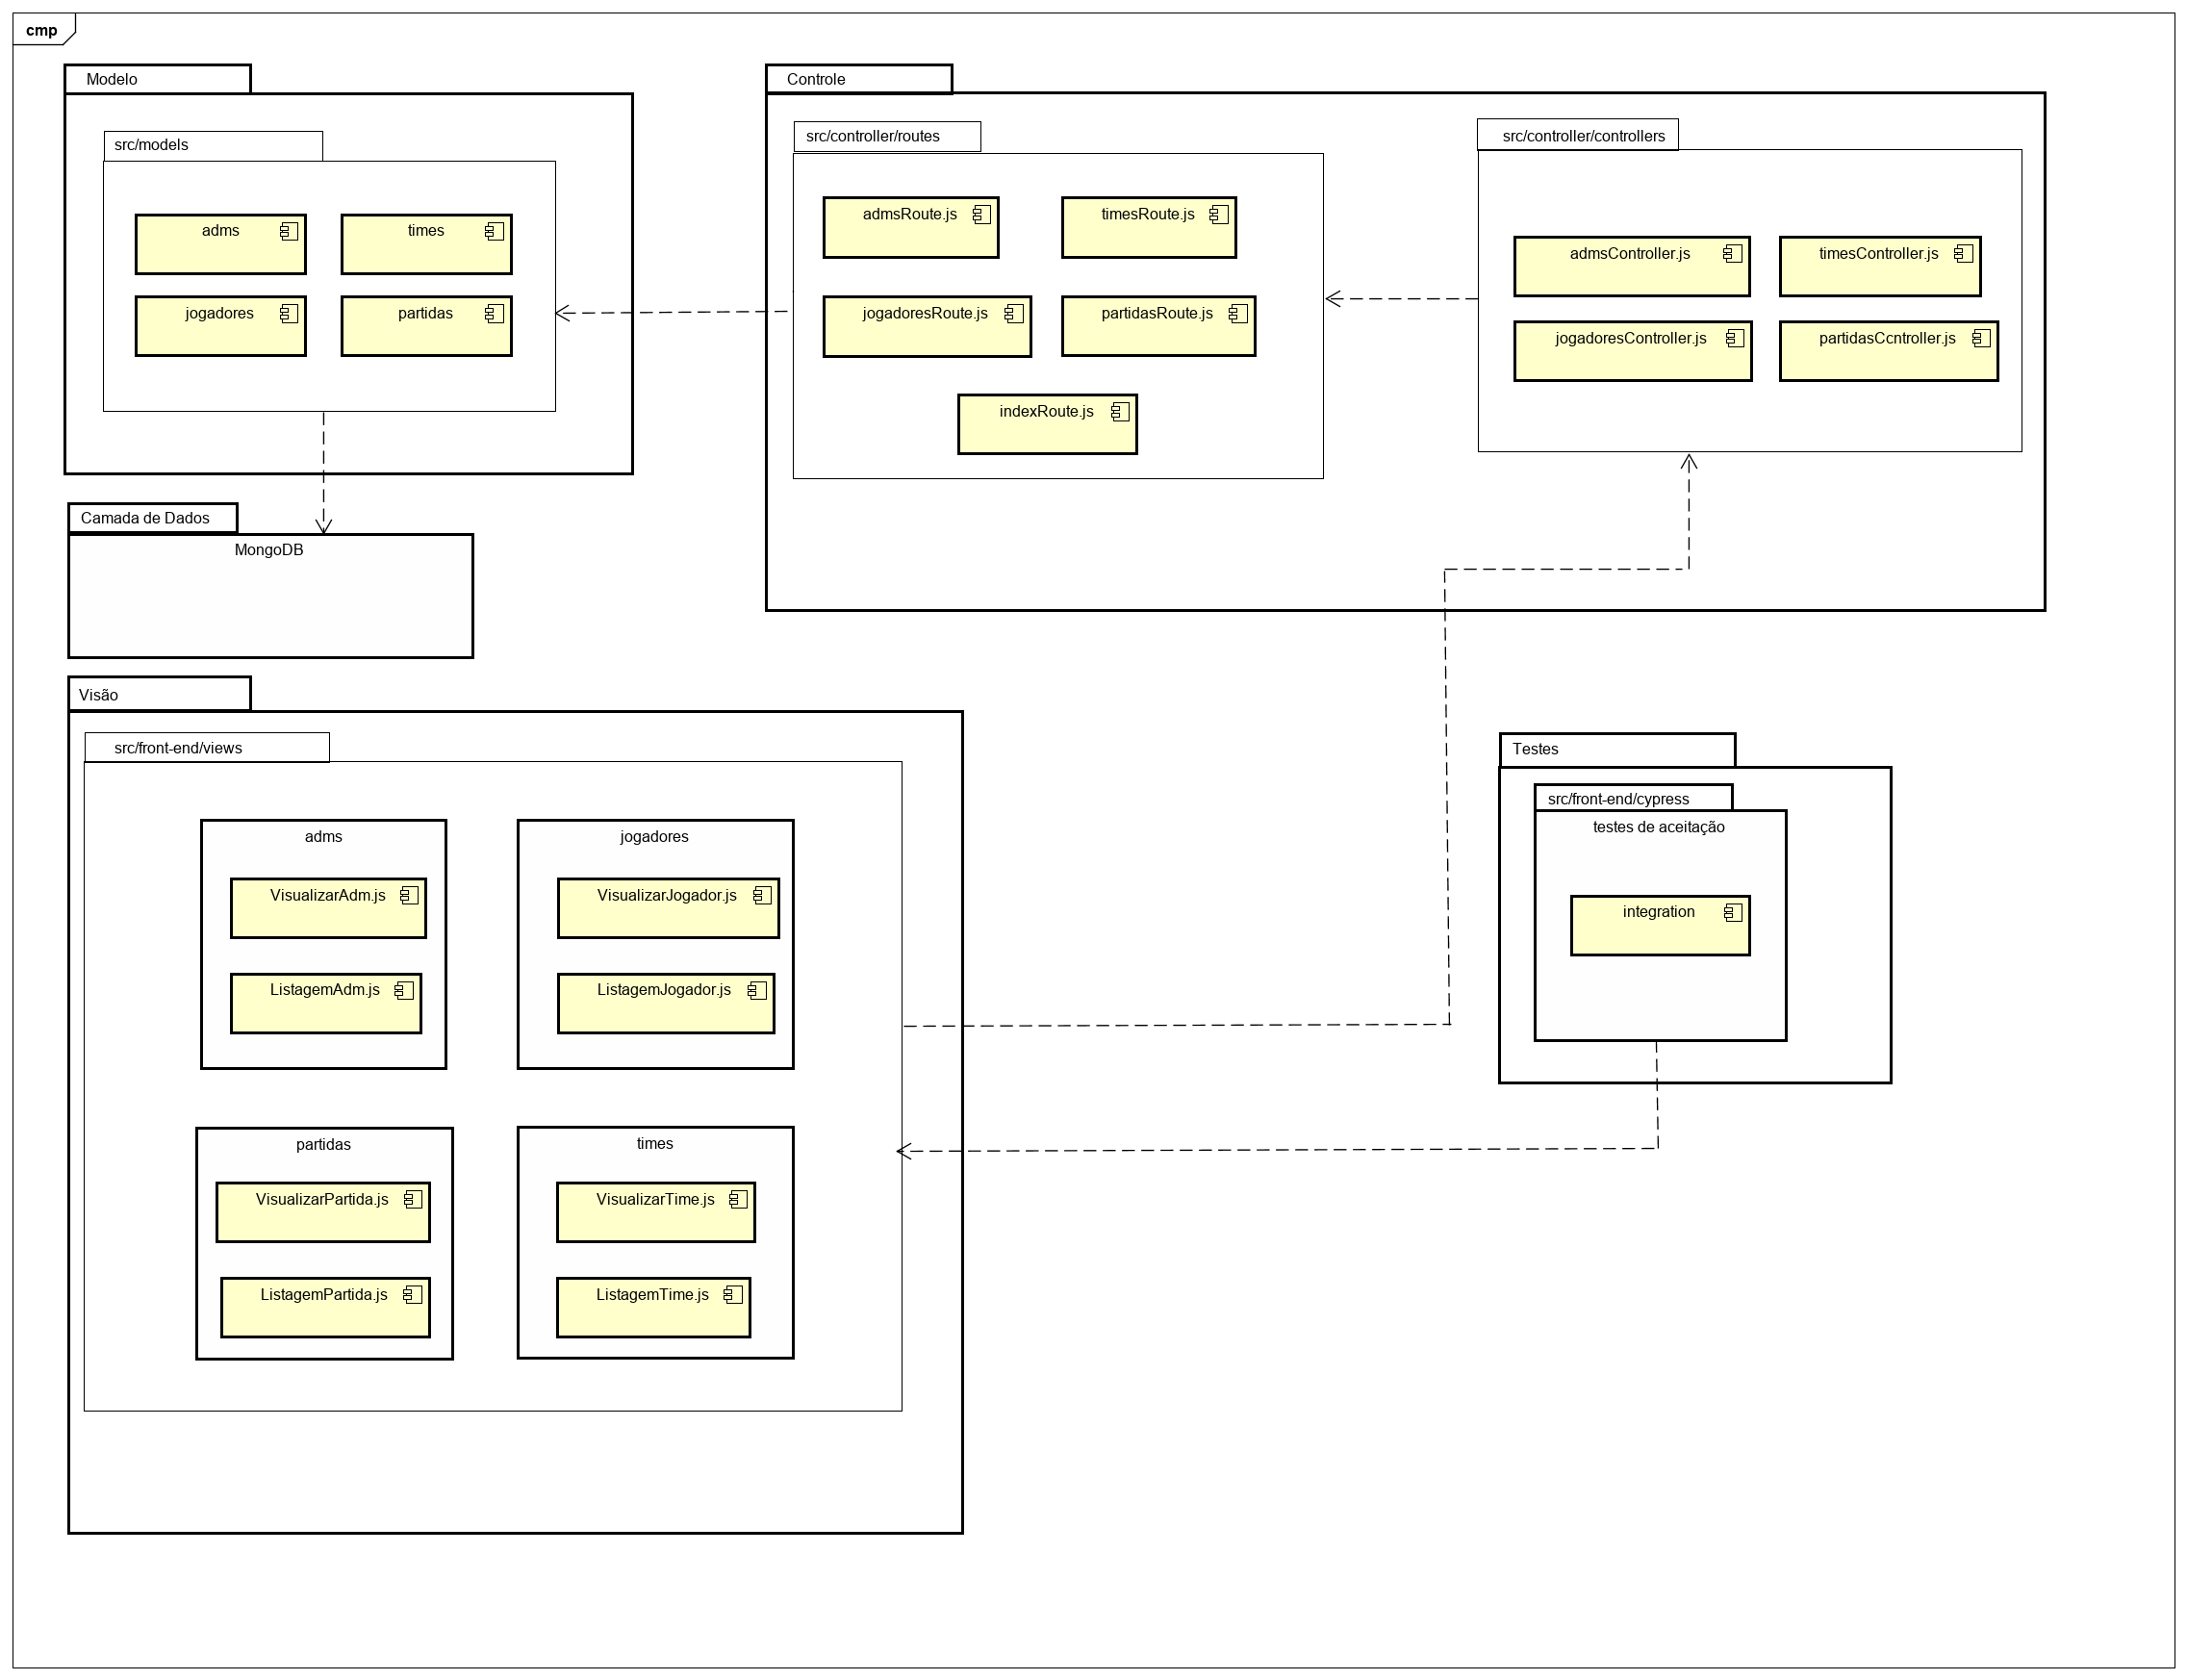 cmp
Modelo
src/models
adms
times
jogadores
partidas
Controle
src/controller/routes
admsRoute.js
timesRoute.js
jogadoresRoute.js
partidasRoute.js
indexRoute.js
src/controller/controllers
admsController.js
timesController.js
jogadoresController.js
partidasCcntroller.js
Camada de Dados
MongoDB
Visão
src/front-end/views
adms
VisualizarAdm.js
ListagemAdm.js
jogadores
VisualizarJogador.js
ListagemJogador.js
partidas
VisualizarPartida.js
ListagemPartida.js
times
VisualizarTime.js
ListagemTime.js
Testes
src/front-end/cypress
testes de aceitação
integration